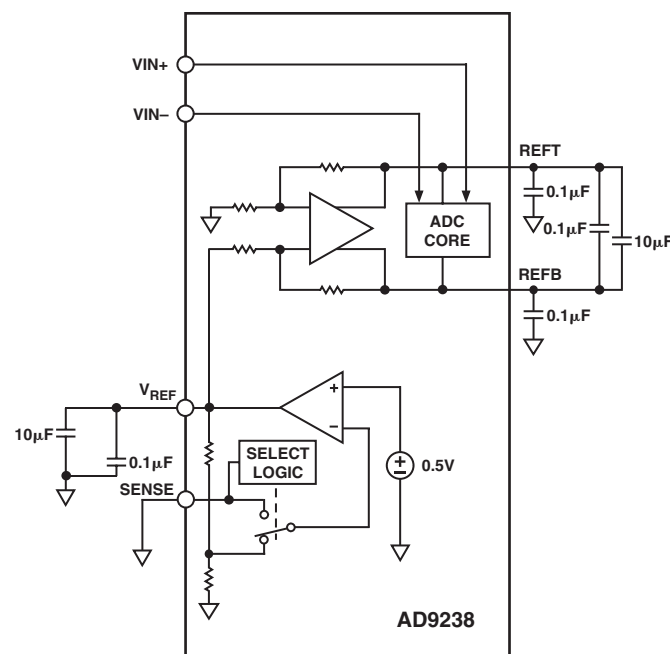 VIN+
VIN–
REFT
0.1μF
ADC
CORE
0.1μF
10μF
REFB
0.1μF
VREF
+
–
10μF
0.1μF
SELECT
LOGIC
+
–
0.5V
SENSE
AD9238